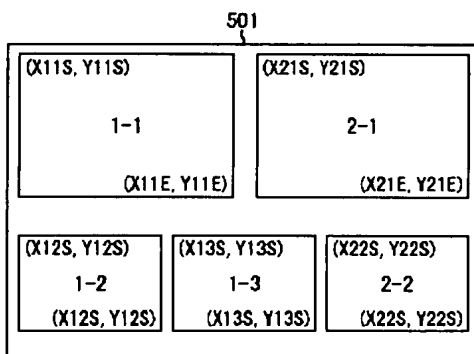 501
(X11S, Y11S)
1-1
(X11E, Y11E)
(X21S, Y21S)
2-1
(X21E, Y21E)
(X12S, Y12S)
1-2
(X12S, Y12S)
(X13S, Y13S)
1-3
(X13S, Y13S)
(X22S, Y22S)
2-2
(X22S, Y22S)